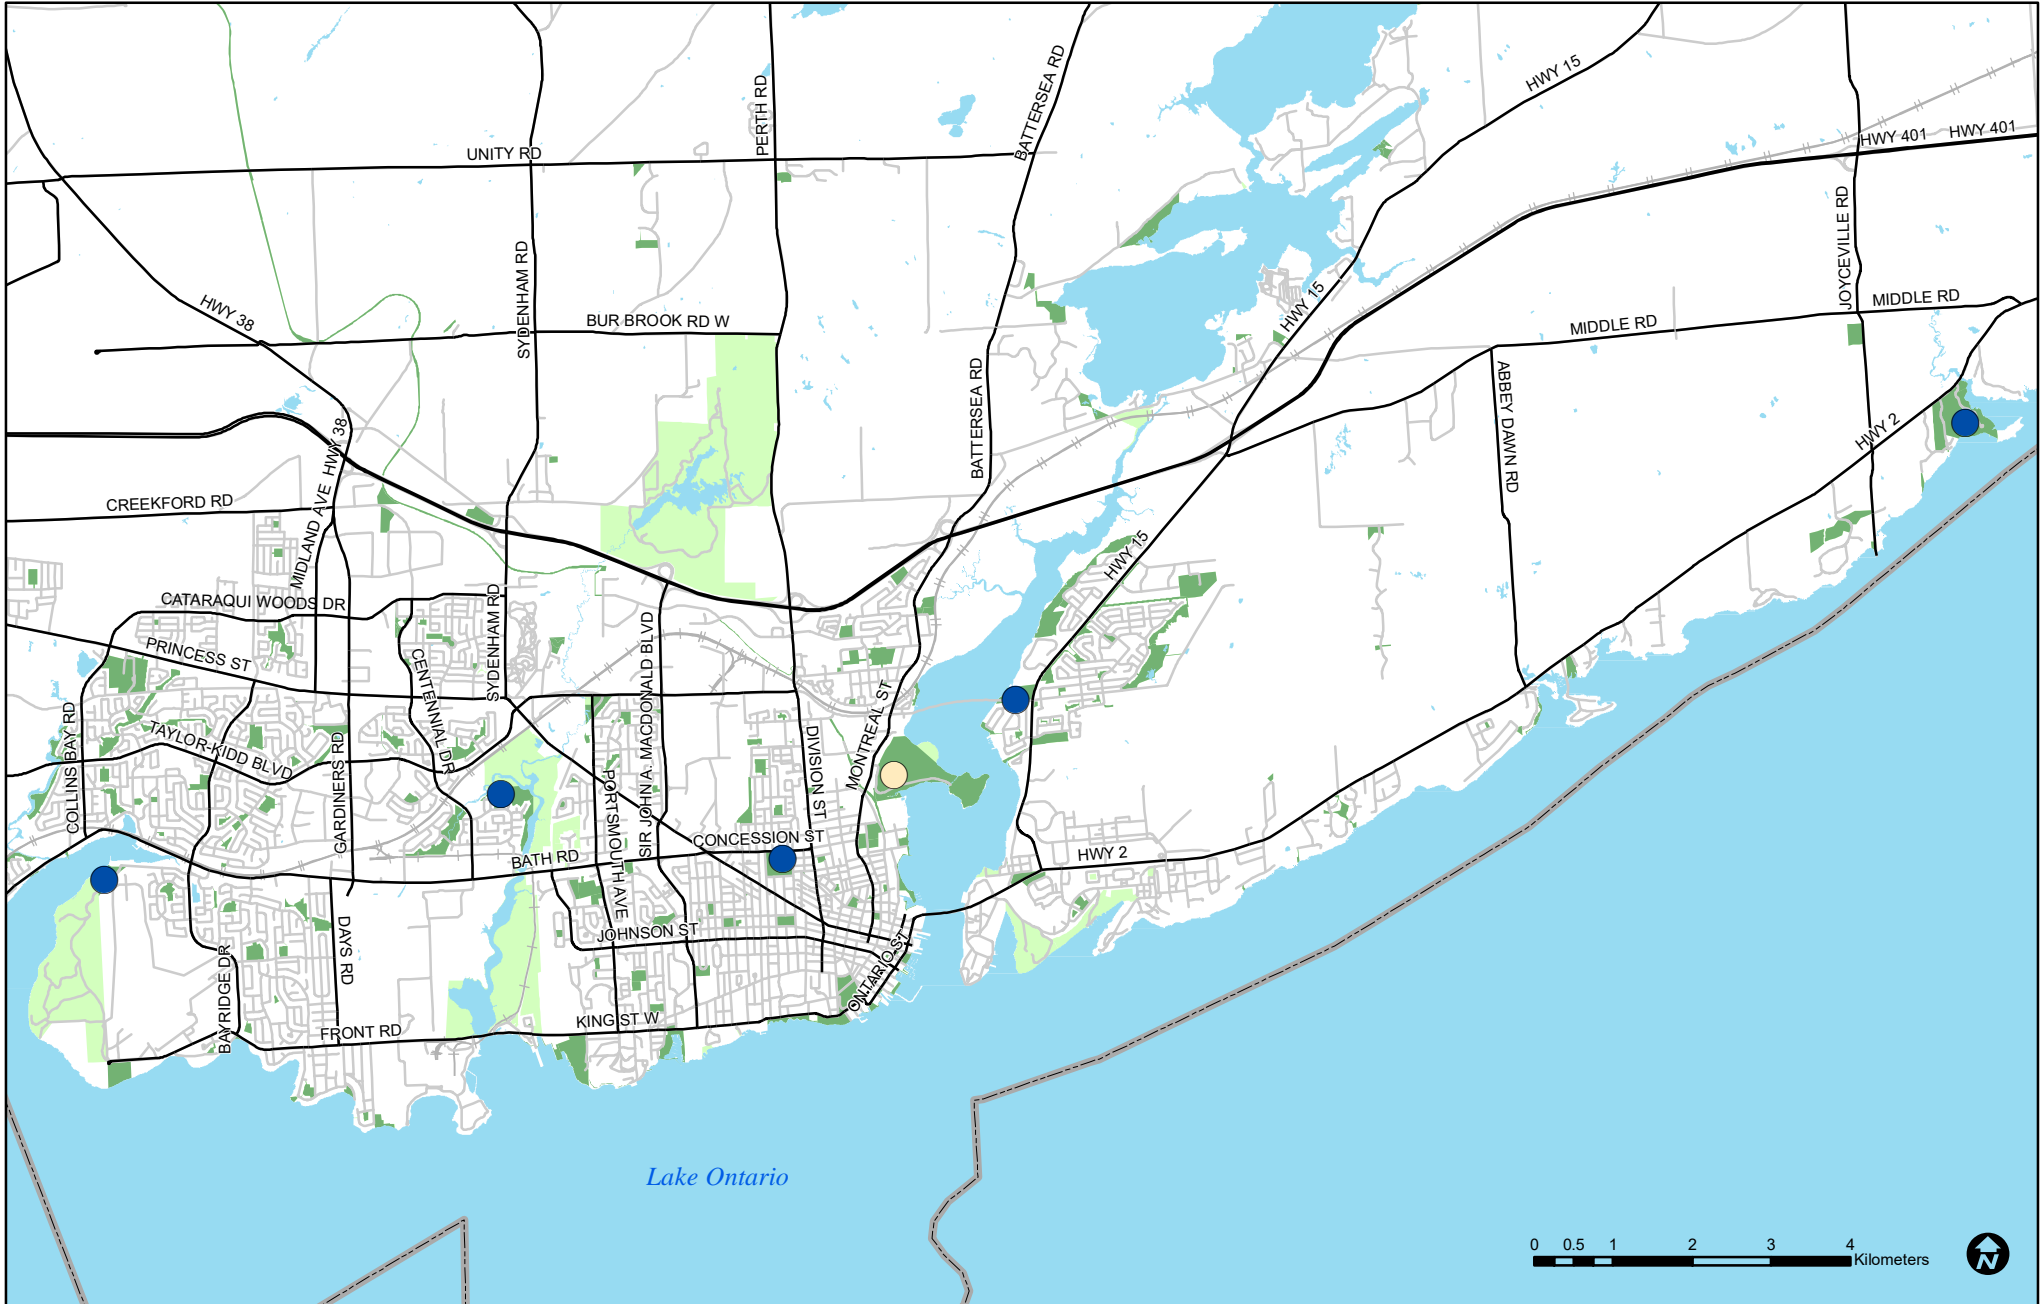 HWY 15
BATTERSEA RD
PERTH RD
HWY 401
HWY 401
UNITY RD
JOYCEVILLE RD
SYDENHAM RD
HWY 38
BUR BROOK RD W
HWY 15
MIDDLE RD
MIDDLE RD
BATTERSEA RD
ABBEY DAWN RD
HWY 38
HWY 2
CREEKFORD RD
MIDLAND AVE
HWY 15
CATARAQUI WOODS DR
SYDENHAM RD
PRINCESS ST
CENTENNIAL DR
SIR JOHN A. MACDONALD BLVD
COLLINS BAY RD
TAYLOR-KIDD BLVD
GARDINERS RD
PORTSMOUTH AVE
DIVISION ST
MONTREAL ST
CONCESSION ST
BATH RD
HWY 2
JOHNSON ST
DAYS RD
BAYRIDGE DR
ONTARIO ST
FRONT RD
KING ST W
Lake Ontario
0 0.5 1 2 3 4
Kilometers
N